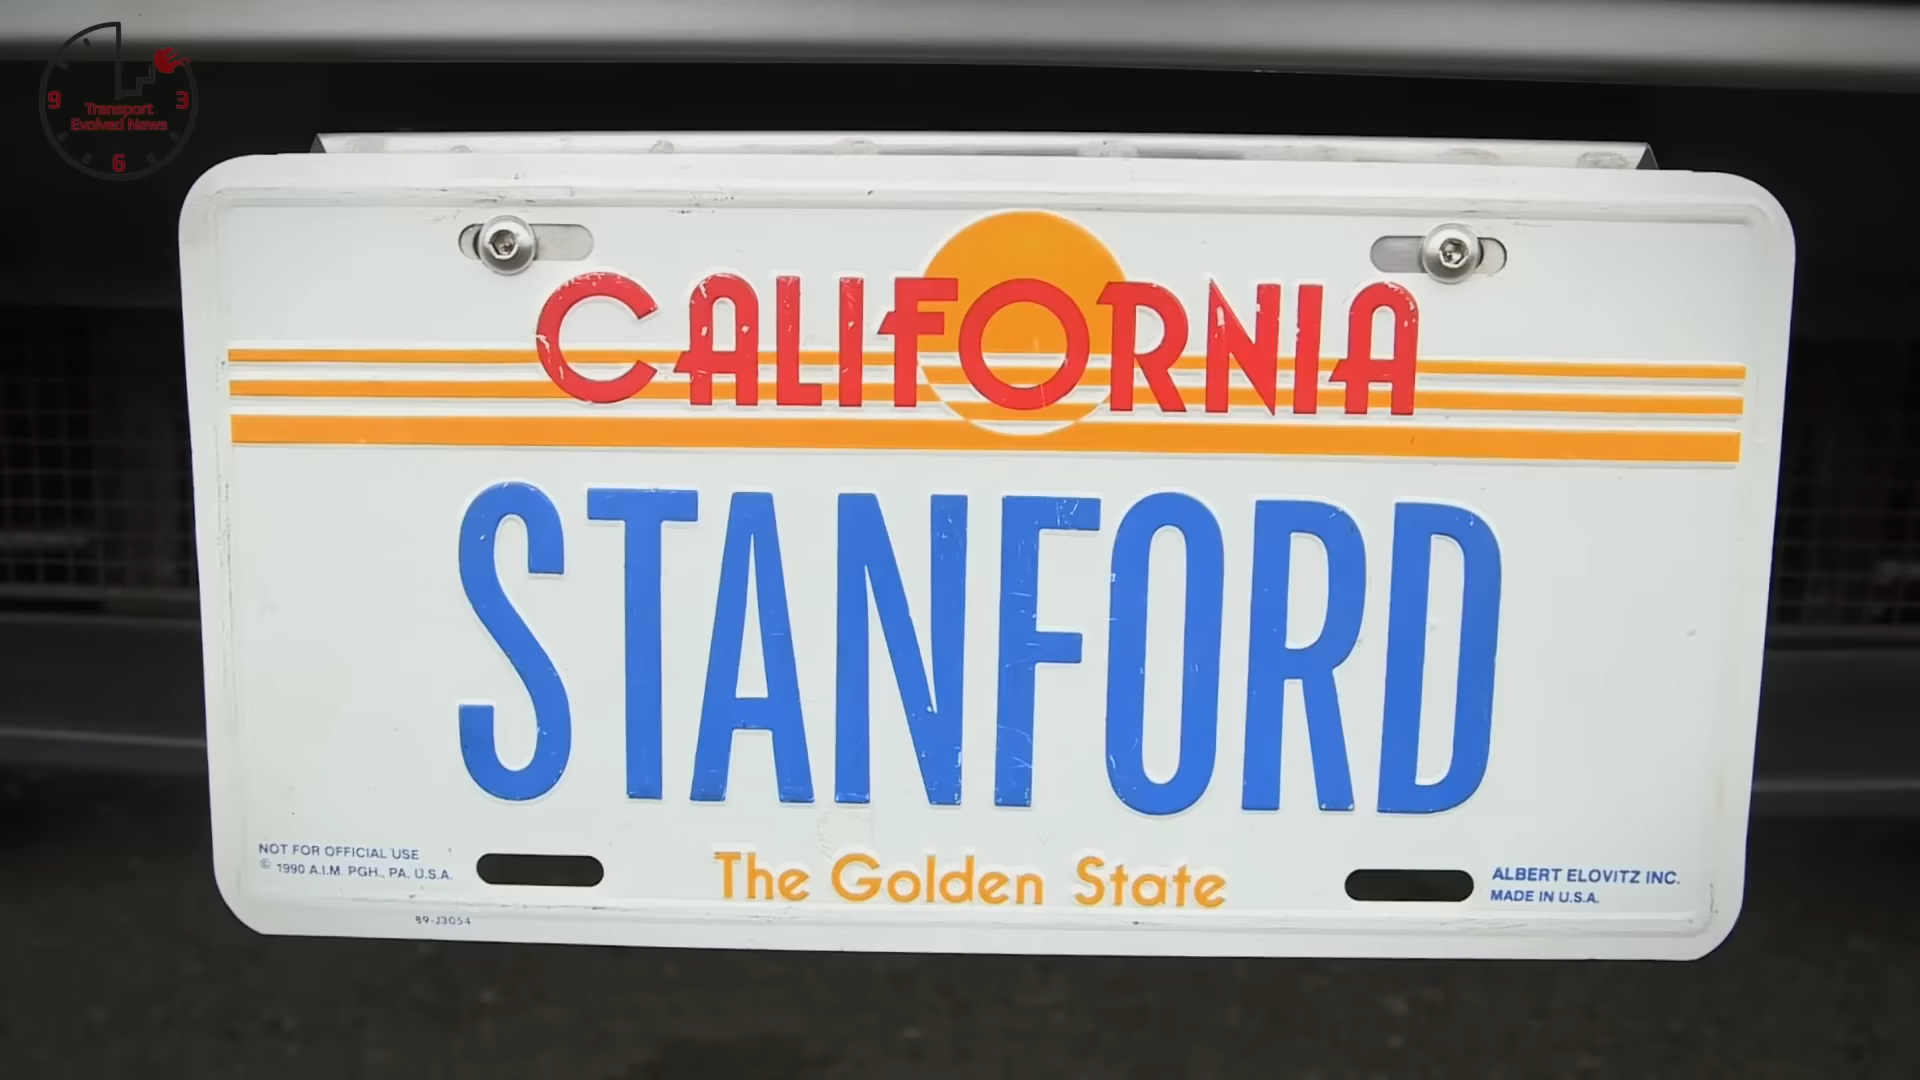 9
3
Transport
Evolved News
6
CALIFORNIA
STANFORD
NOT FOR OFFICIAL USE
© 1990 A.I.M. PGH., PA. U.S.A.
The Golden State
ALBERT ELOVITZ INC.
MADE IN U.S.A.
89-J3054